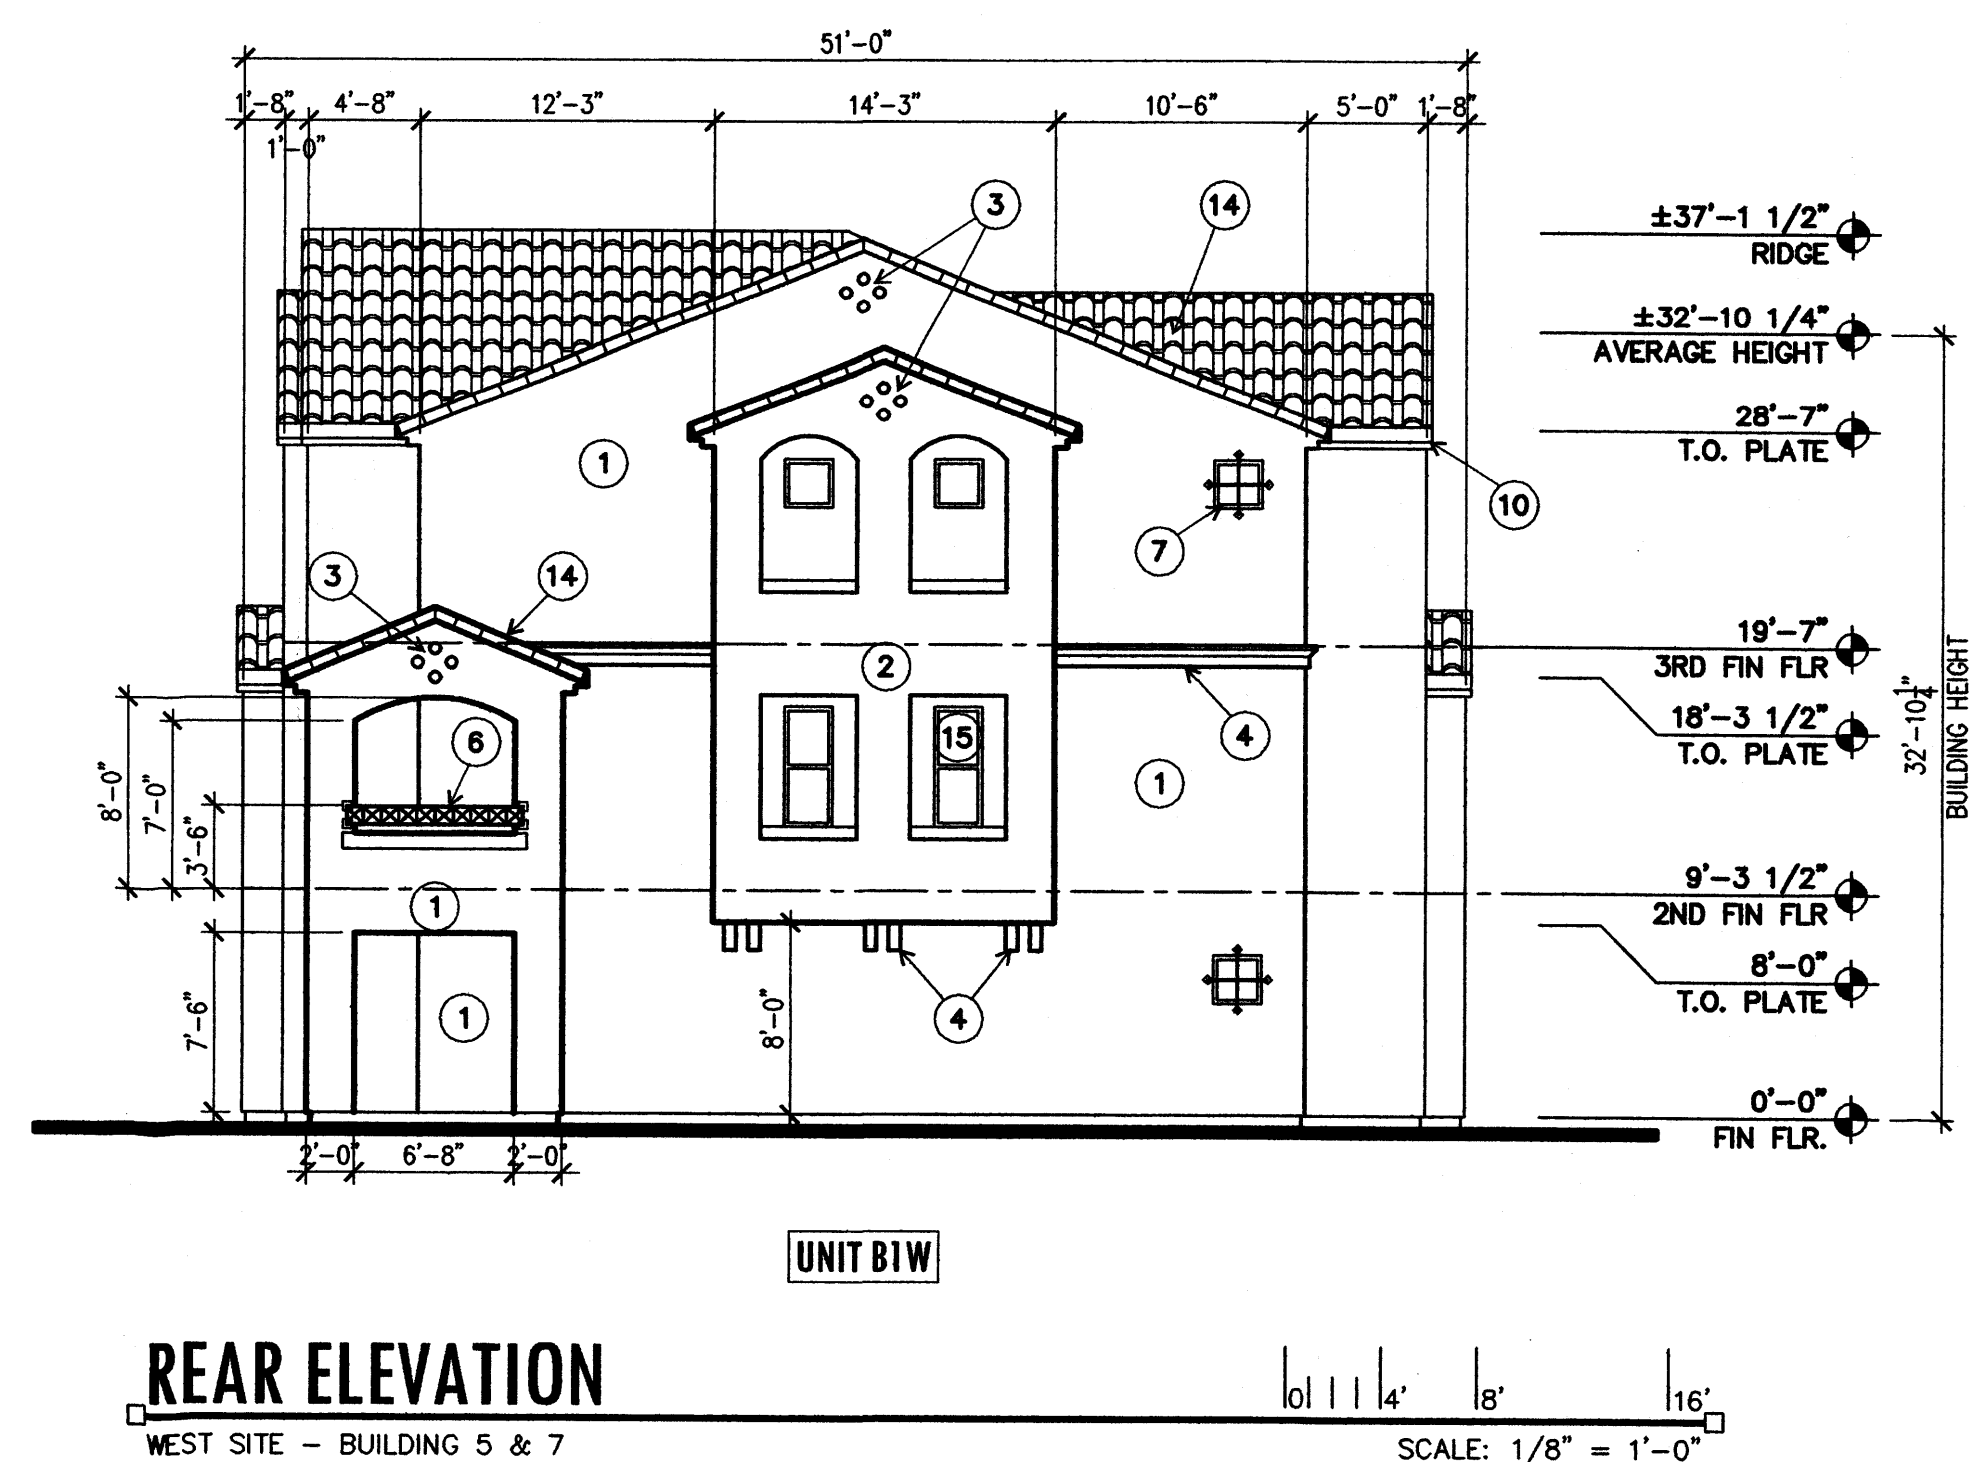 51'-0"
1'-8" 4'-8" 12'-3" 14'-3" 10'-6" 5'-0" 1'-8"
1'-0"
3 14
±37'-1 1/2"
RIDGE
±32'-10 1/4"
AVERAGE HEIGHT
28'-7"
T.O. PLATE
1
10
7
3 14
19'-7"
3RD FIN FLR
2
18'-3 1/2"
T.O. PLATE
6 15 4
1
32'-10 1/4"
BUILDING HEIGHT
8'-0"
7'-0"
3'-6"
9'-3 1/2"
2ND FIN FLR
1
8'-0"
T.O. PLATE
7'-6"
1
8'-0"
4
0'-0"
FIN FLR.
2'-0" 6'-8" 2'-0"
UNIT B1W
REAR ELEVATION
0 4' 8' 16'
WEST SITE - BUILDING 5 & 7
SCALE: 1/8" = 1'-0"